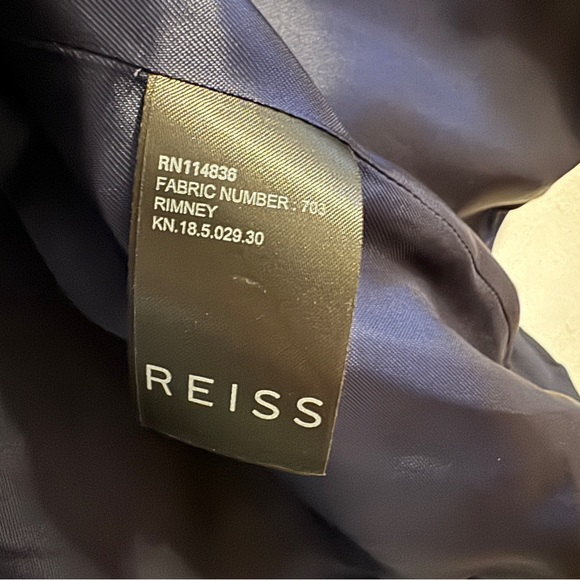 RN114836
FABRIC NUMBER : 703
RIMNEY
KN.18.5.029.30
REISS